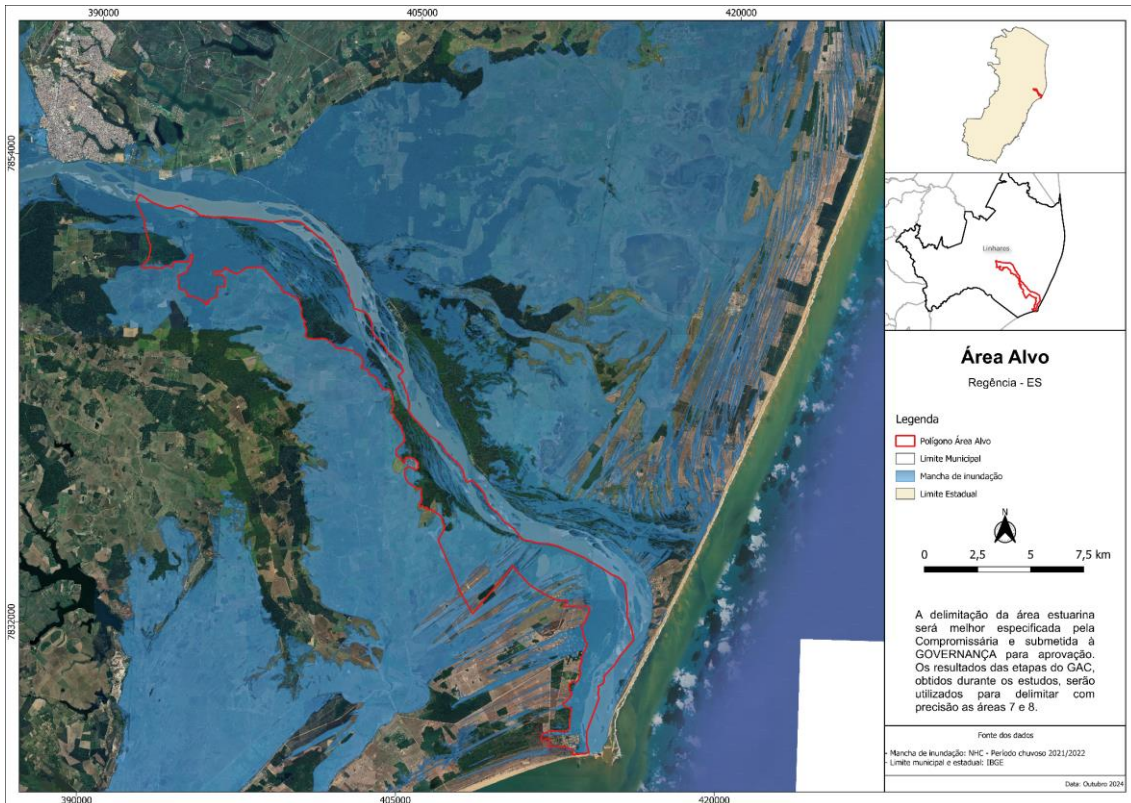 390000
405000
420000
7854000
7832000
390000
405000
420000
Linhares
Área Alvo
Regência - ES
Legenda
Polígono Área Alvo
Limite Municipal
Mancha de inundação
Limite Estadual
N
0 2,5 5 7,5 km
A delimitação da área estuarina
será melhor especificada pela
Compromissária e submetida à
GOVERNANÇA para aprovação.
Os resultados das etapas do GAC,
obtidos durante os estudos, serão
utilizados para delimitar com
precisão as áreas 7 e 8.
Fonte dos dados
- Mancha de inundação: NHC - Período chuvoso 2021/2022
- Limite municipal e estadual: IBGE
Data: Outubro 2024